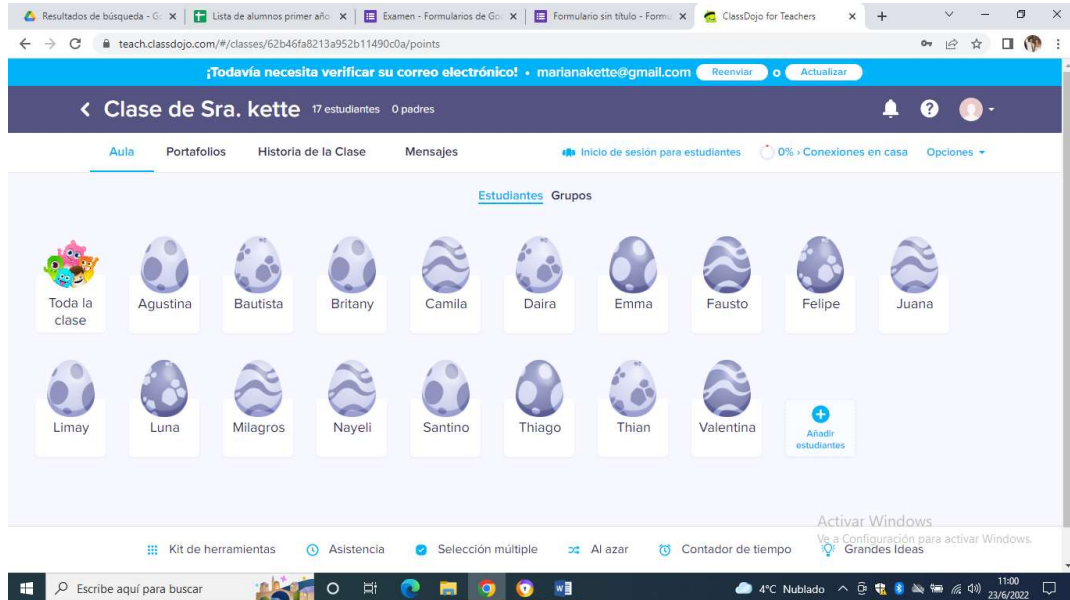 Resultados de búsqueda - Go
Lista de alumnos primer año
Examen - Formularios de Go
Formulario sin título - Formu
ClassDojo for Teachers
teach.classdojo.com/#/classes/62b46fa8213a952b11490c0a/points
¡Todavía necesita verificar su correo electrónico! • marianakette@gmail.com Reenviar o Actualizar
Clase de Sra. kette 17 estudiantes 0 padres
Aula Portafolios Historia de la Clase Mensajes Inicio de sesión para estudiantes 0% › Conexiones en casa Opciones
Estudiantes Grupos
Toda la clase Agustina Bautista Britany Camila Daira Emma Fausto Felipe Juana
Limay Luna Milagros Nayeli Santino Thiago Thian Valentina Añadir estudiantes
Activar Windows
Ve a Configuración para activar Windows.
Kit de herramientas Asistencia Selección múltiple Al azar Contador de tiempo Grandes Ideas
Escribe aquí para buscar 4°C Nublado 11:00
23/6/2022